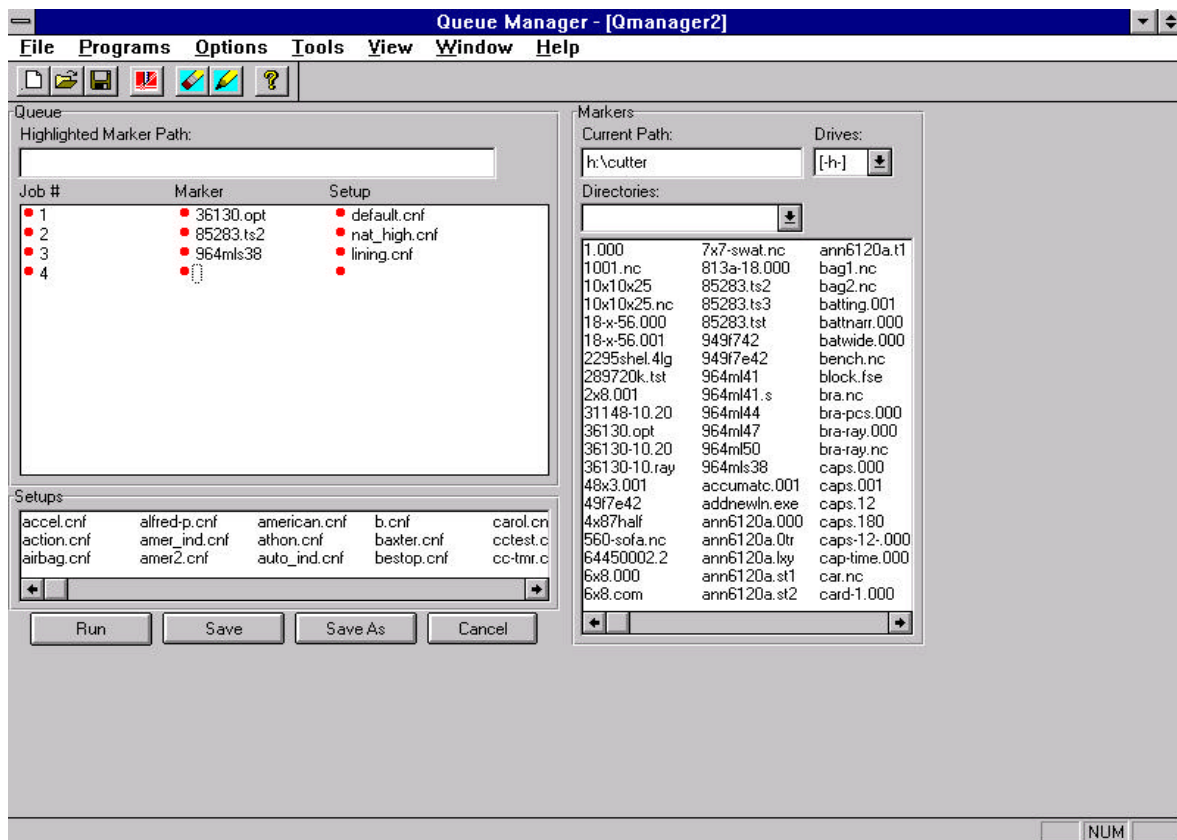 Queue Manager - [Qmanager2]
File Programs Options Tools View Window Help
Queue
Highlighted Marker Path:
Job # Marker Setup
1 36130.opt default.cnf
2 85283.ts2 nat_high.cnf
3 964mls38 lining.cnf
4
Setups
accel.cnf alfred-p.cnf american.cnf b.cnf carol.cn
action.cnf amer_ind.cnf athon.cnf baxter.cnf cctest.c
airbag.cnf amer2.cnf auto_ind.cnf bestop.cnf cc-tmr.c
Run Save Save As Cancel
Markers
Current Path: Drives:
h:\cutter [-h-]
Directories:
1.000 7x7-swat.nc ann6120a.t1
1001.nc 813a-18.000 bag1.nc
10x10x25 85283.ts2 bag2.nc
10x10x25.nc 85283.ts3 batting.001
18-x-56.000 85283.tst battnarr.000
18-x-56.001 949f742 batwide.000
2295shel.4lg 949f7e42 bench.nc
289720k.tst 964ml41 block.fse
2x8.001 964ml41.s bra.nc
31148-10.20 964ml44 bra-pcs.000
36130.opt 964ml47 bra-ray.000
36130-10.20 964ml50 bra-ray.nc
36130-10.ray 964mls38 caps.000
48x3.001 accumatc.001 caps.001
49f7e42 addnewln.exe caps.12
4x87half ann6120a.000 caps.180
560-sofa.nc ann6120a.0tr caps-12-.000
64450002.2 ann6120a.lxy cap-time.000
6x8.000 ann6120a.st1 car.nc
6x8.com ann6120a.st2 card-1.000
NUM